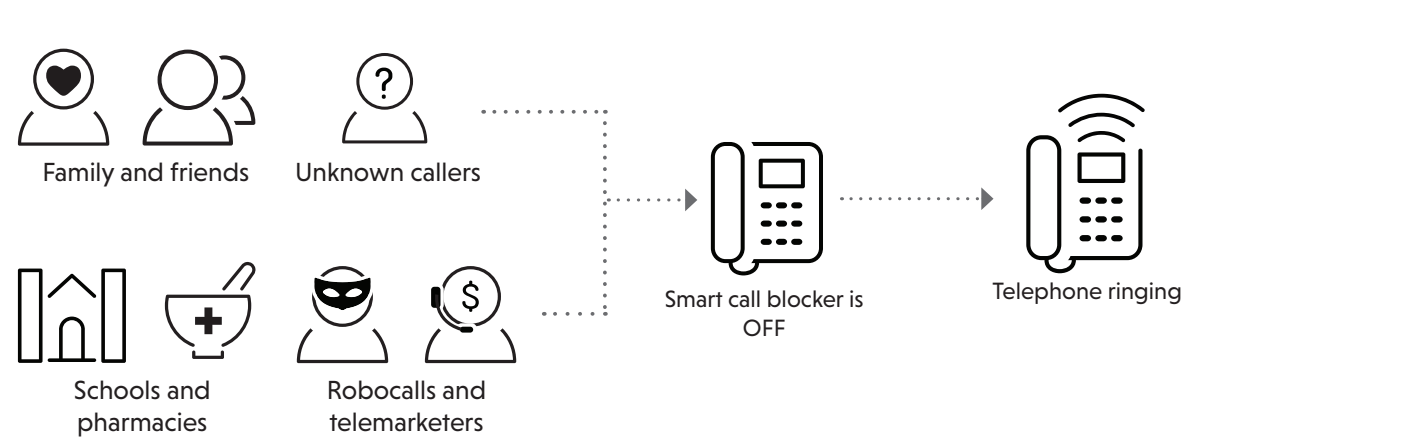 Family and friends
Unknown callers
Schools and
pharmacies
Robocalls and
telemarketers
$
?
Smart call blocker is
OFF
Telephone ringing